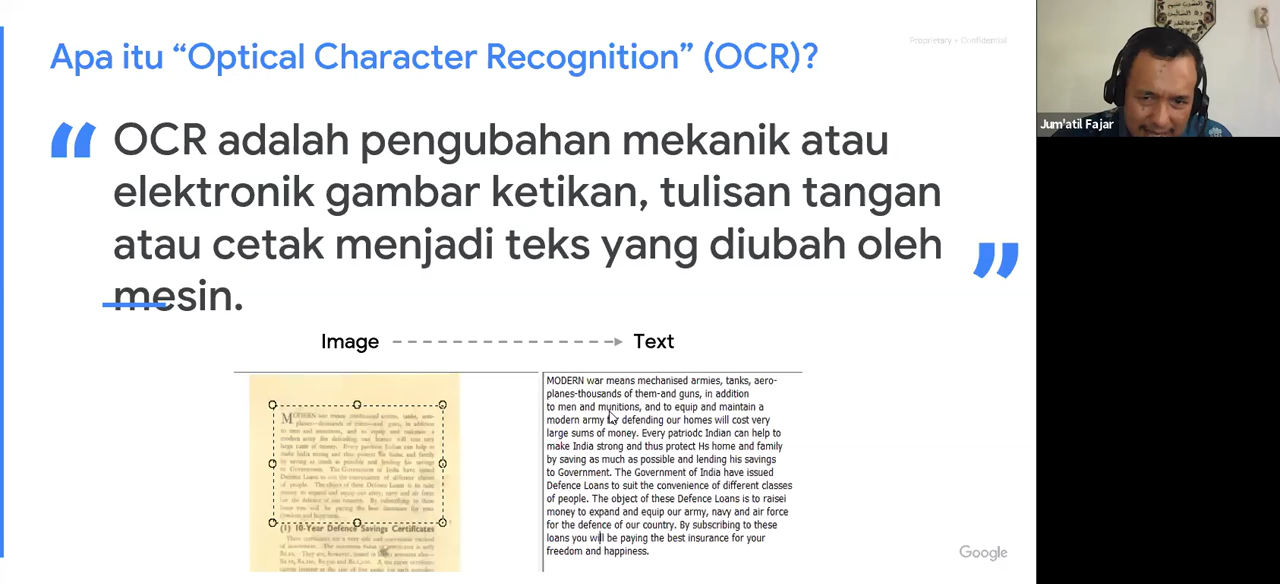 Apa itu “Optical Character Recognition” (OCR)?
Proprietary + Confidential
“ OCR adalah pengubahan mekanik atau
elektronik gambar ketikan, tulisan tangan
atau cetak menjadi teks yang diubah oleh
mesin. ”
Image
Text
MODERN war means mechanised armies, tanks, aero-
planes-thousands of them-and guns, in addition
to men and munitions, and to equip and maintain a
modern army for defending our homes will cost very
large sums of money. Every patriodc Indian can help to
make India strong and thus protect Hs home and family
by saving as much as possible and lending his savings
to Government. The Government of India have issued
Defence Loans to suit the convenience of different classes
of people. The object of these Defence Loans is to raisei
money to expand and equip our army, navy and air force
for the defence of our country. By subscribing to these
loans you will be paying the best insurance for your
freedom and happiness.
(1) 10-Year Defence Savings Certificates
Google
Jum'atil Fajar